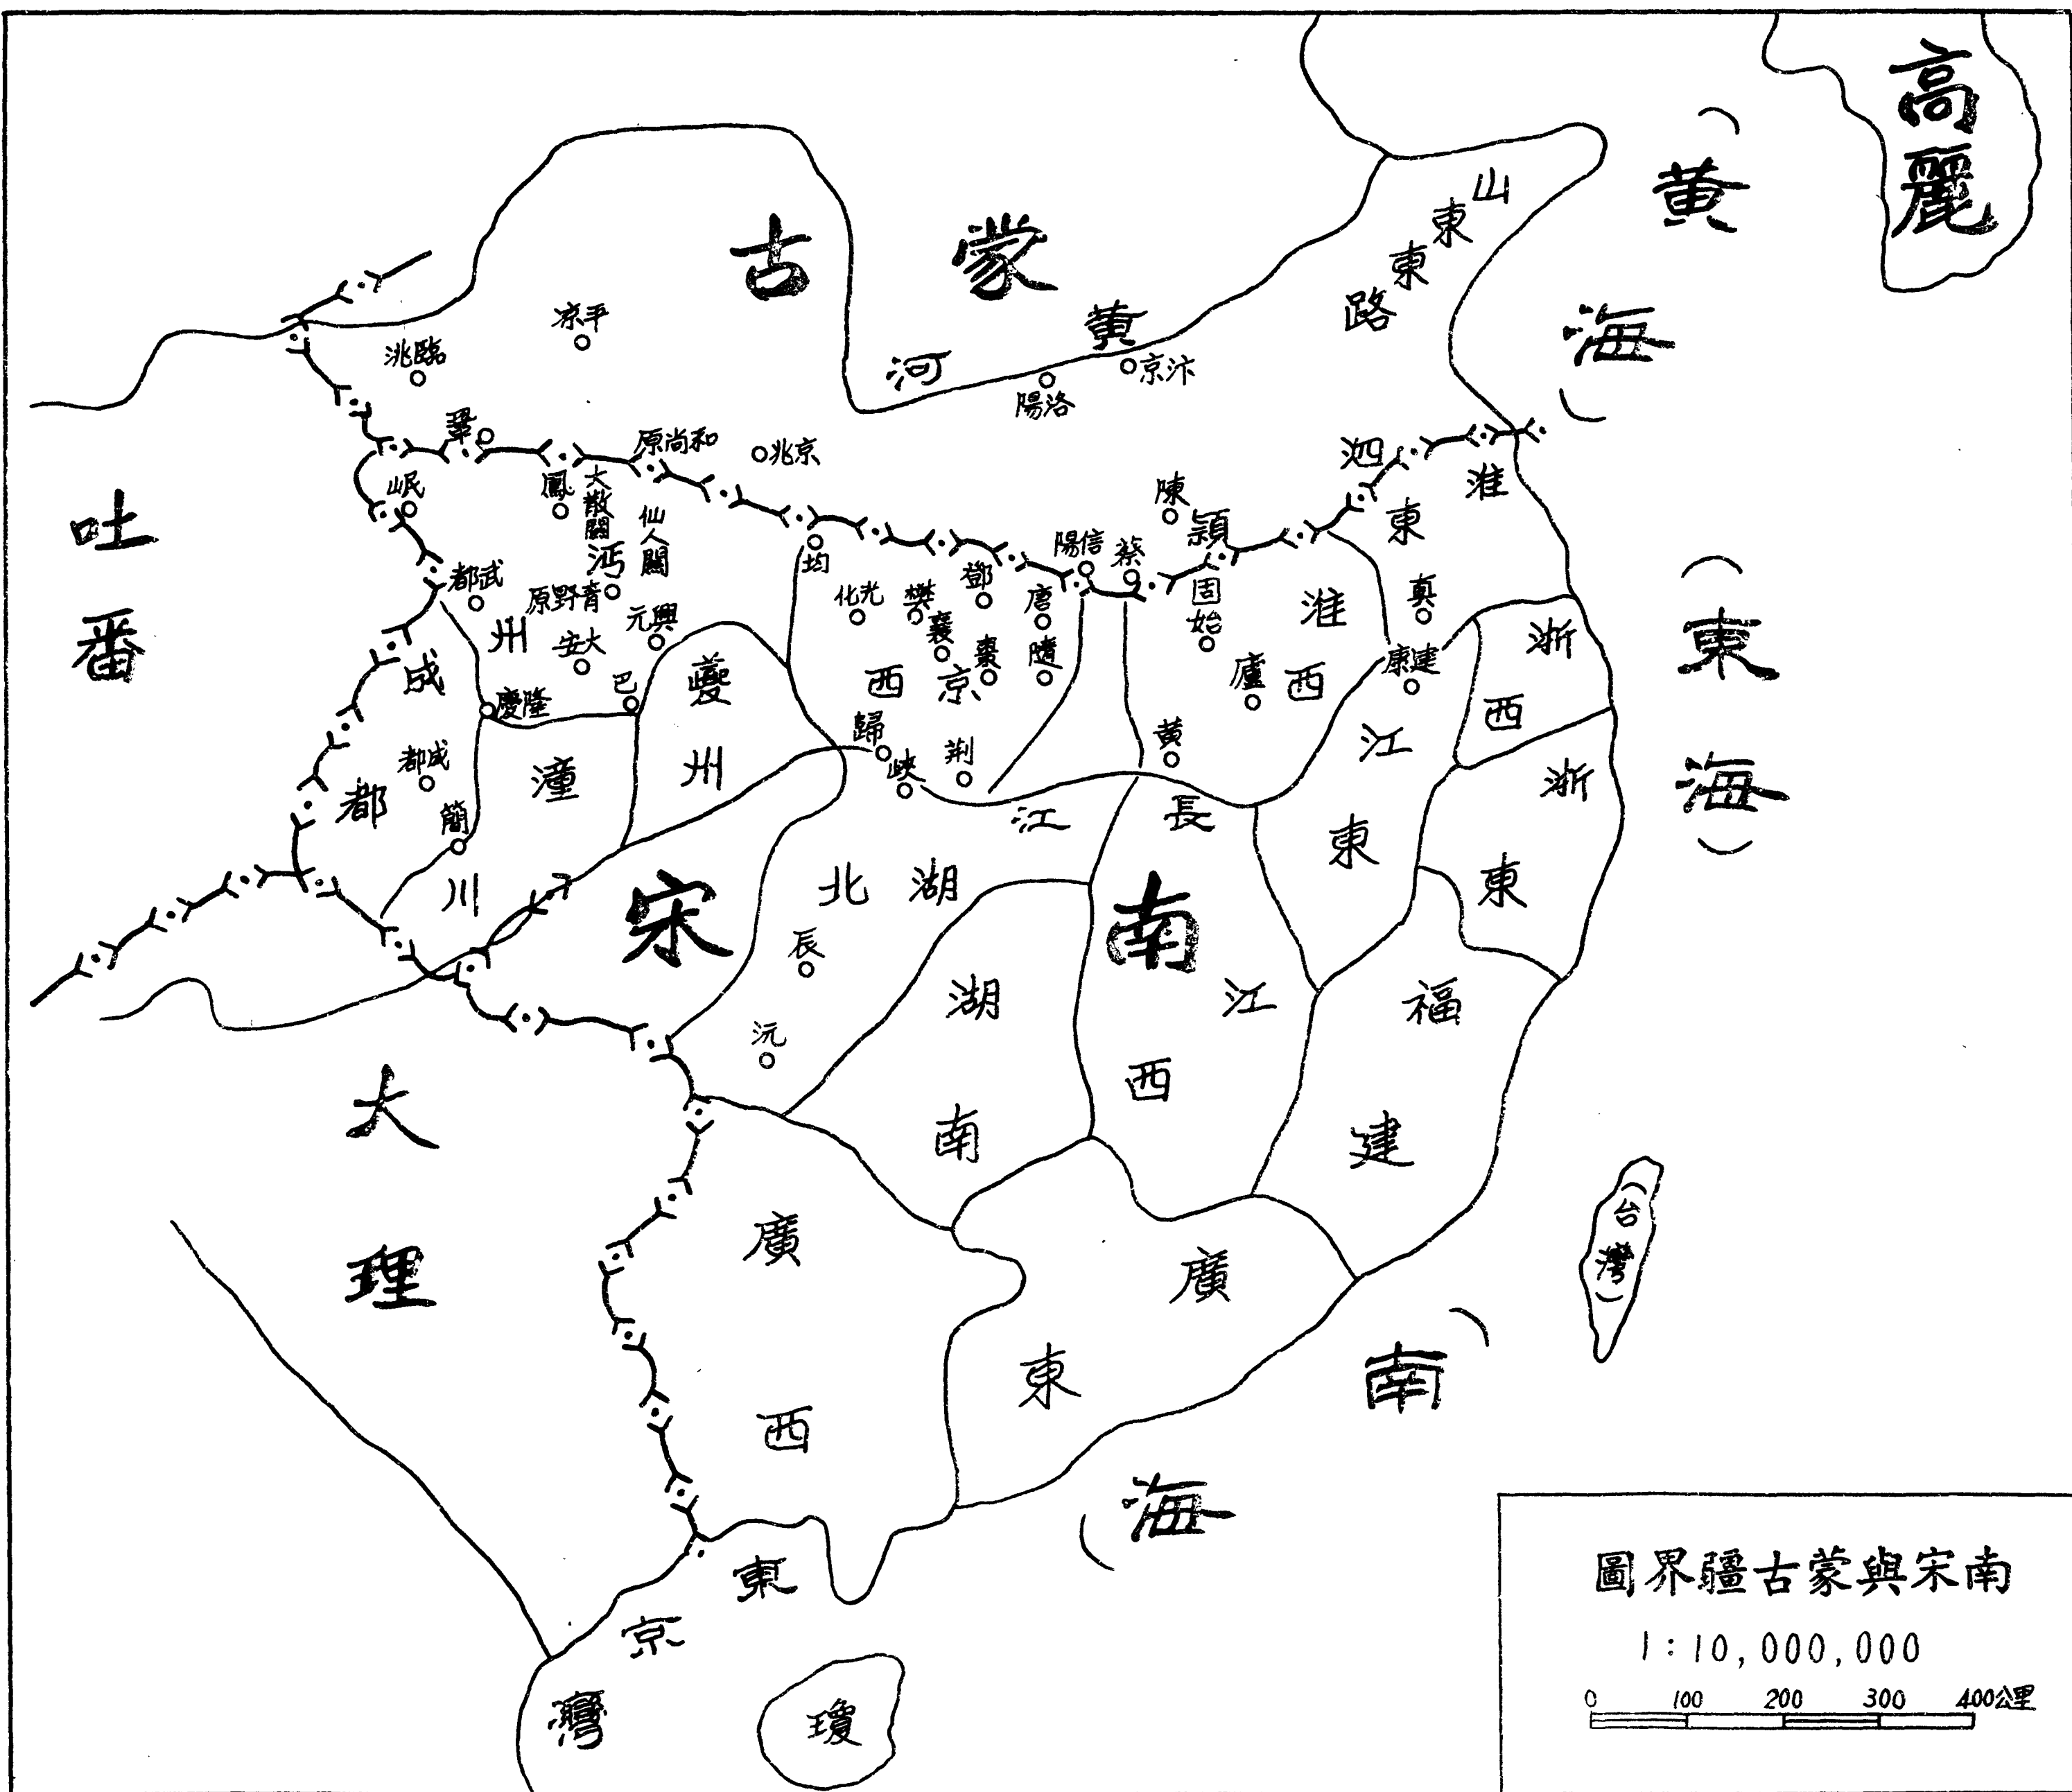 南宋與蒙古疆界圖
1:10,000,000
0 100 200 300 400公里
高麗
黃海
(東海)
南海
(台灣)
瓊
東京灣
蒙古
吐番
大理
南宋
黃河
長江
山東東路
淮東
淮西
浙西
浙東
江東
江西
福建
湖北
湖南
廣東
廣西
京西
夔州
潼川
成都
沔州
平涼
臨洮
鞏
岷
鳳
大散關
仙人關
和尚原
京兆
武都
青野原
興元
大安
巴
隆慶
成都
簡
洛陽
汴京
泗
陳
潁
蔡
信陽
固始
廬
真
建康
黃
均
光化
樊
襄
鄧
唐
棗
隨
歸
峽
荆
辰
沅